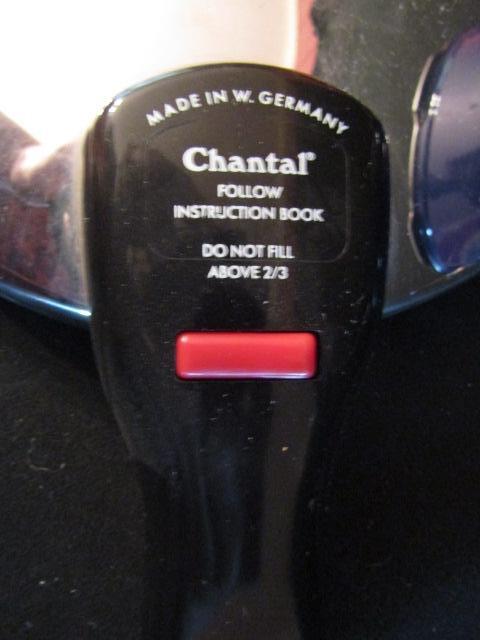 MADE IN W. GERMANY
Chantal®
FOLLOW
INSTRUCTION BOOK
DO NOT FILL
ABOVE 2/3